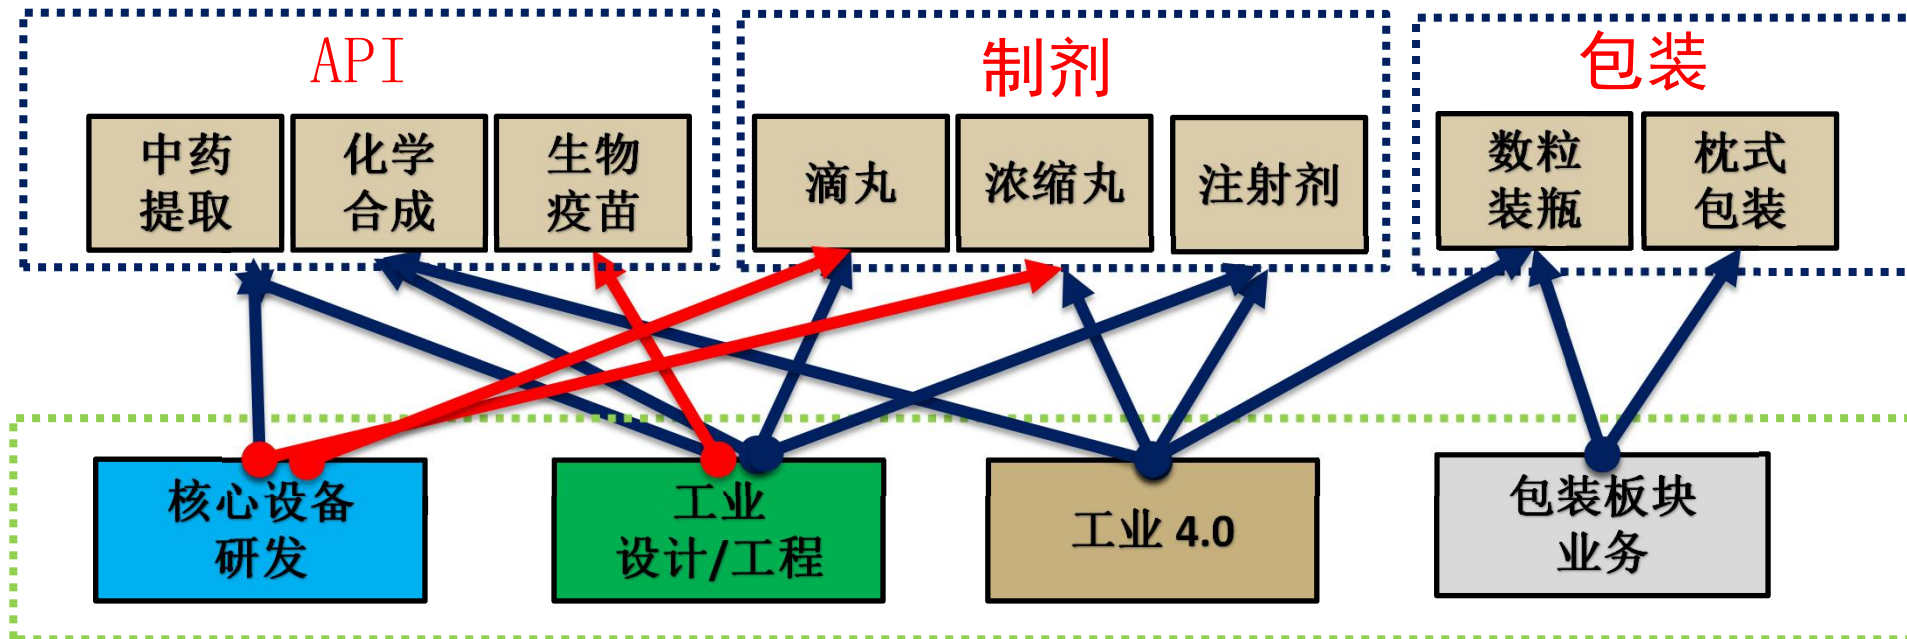 API
制剂
包装
中药
提取
化学
合成
生物
疫苗
滴丸
浓缩丸
注射剂
数粒
装瓶
枕式
包装
核心设备
研发
工业
设计/工程
工业 4.0
包装板块
业务